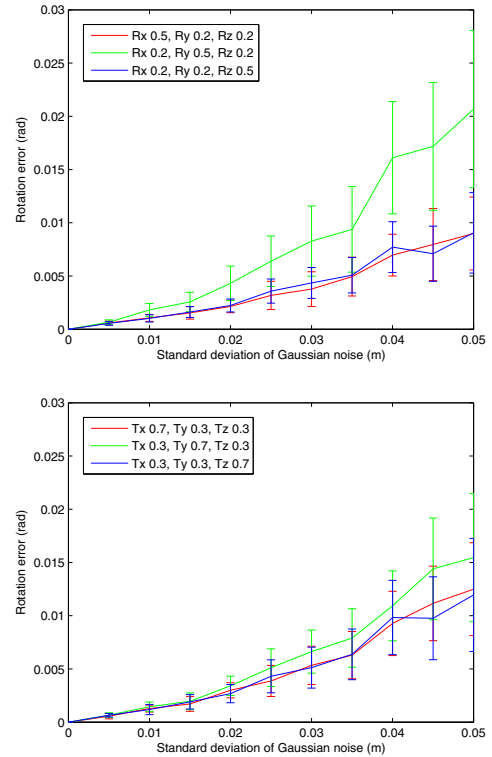 0.03
0.025
0.02
0.015
0.01
0.005
0
Rotation error (rad)
Rx 0.5, Ry 0.2, Rz 0.2
Rx 0.2, Ry 0.5, Rz 0.2
Rx 0.2, Ry 0.2, Rz 0.5
0 0.01 0.02 0.03 0.04 0.05
Standard deviation of Gaussian noise (m)
0.03
0.025
0.02
0.015
0.01
0.005
0
Rotation error (rad)
Tx 0.7, Ty 0.3, Tz 0.3
Tx 0.3, Ty 0.7, Tz 0.3
Tx 0.3, Ty 0.3, Tz 0.7
0 0.01 0.02 0.03 0.04 0.05
Standard deviation of Gaussian noise (m)